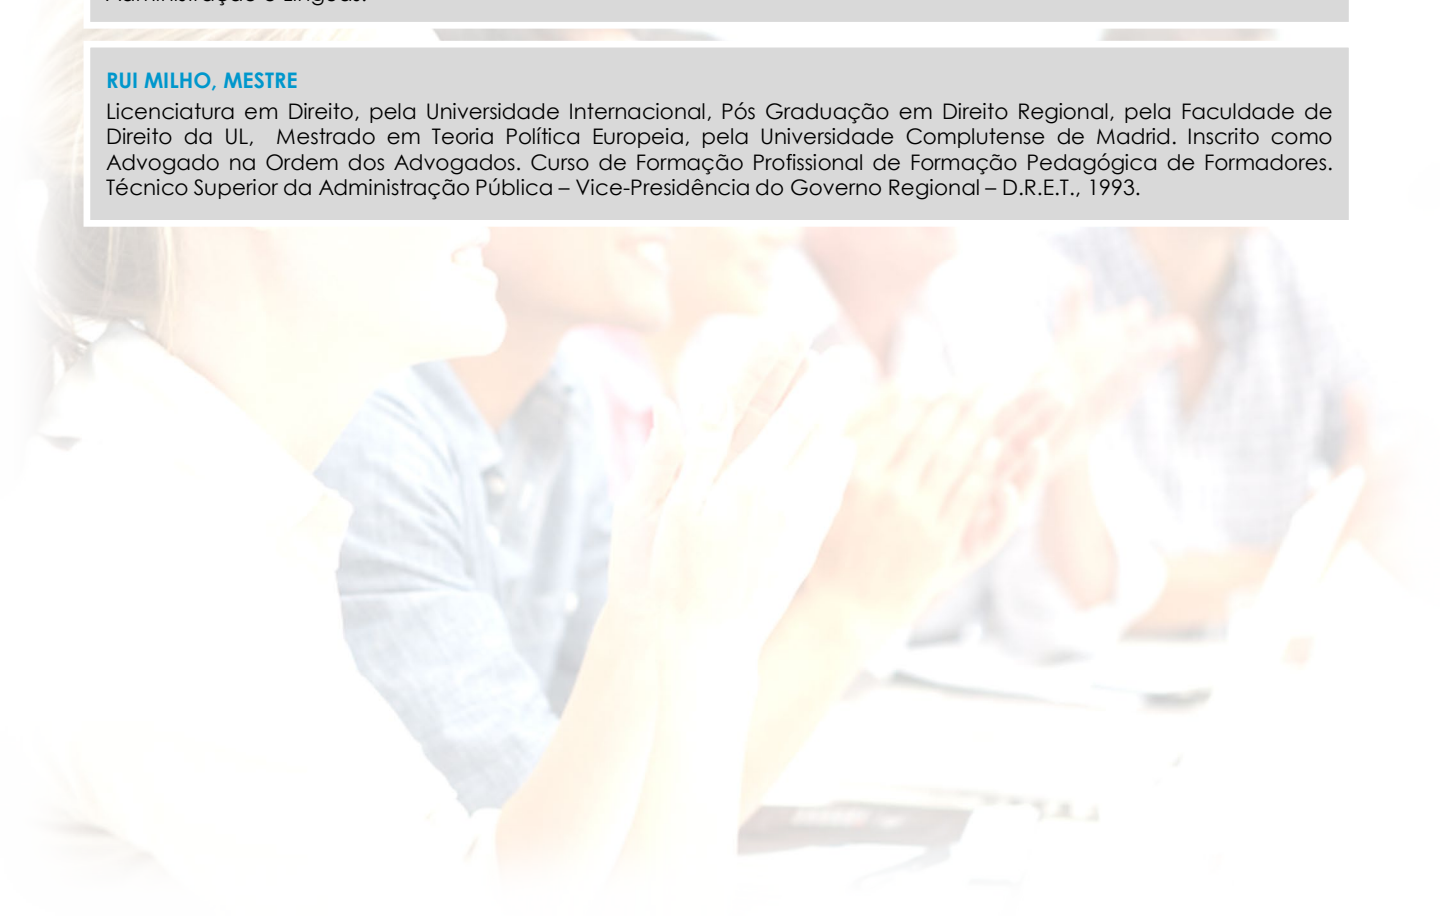 Administração e Línguas.
RUI MILHO, MESTRE
Licenciatura em Direito, pela Universidade Internacional, Pós Graduação em Direito Regional, pela Faculdade de
Direito da UL, Mestrado em Teoria Política Europeia, pela Universidade Complutense de Madrid. Inscrito como
Advogado na Ordem dos Advogados. Curso de Formação Profissional de Formação Pedagógica de Formadores.
Técnico Superior da Administração Pública – Vice-Presidência do Governo Regional – D.R.E.T., 1993.